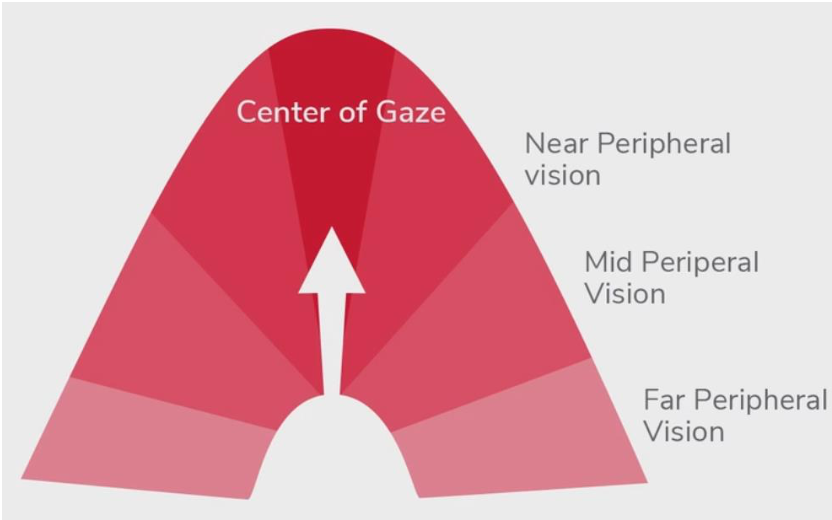 Center of Gaze
Near Peripheral
vision
Mid Periperal
Vision
Far Peripheral
Vision